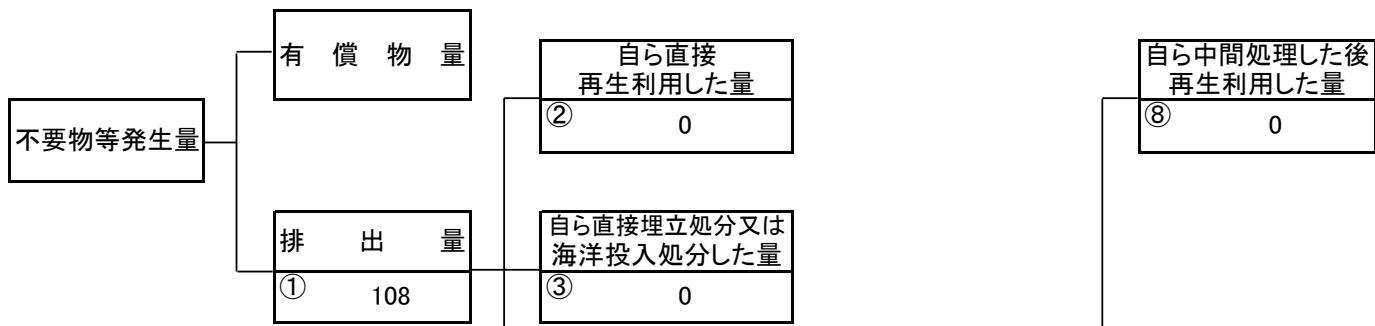 有償物量
自ら直接
再生利用した量
② 0
自ら中間処理した後
再生利用した量
⑧ 0
不要物等発生量
排出量
① 108
自ら直接埋立処分又は
海洋投入処分した量
③ 0